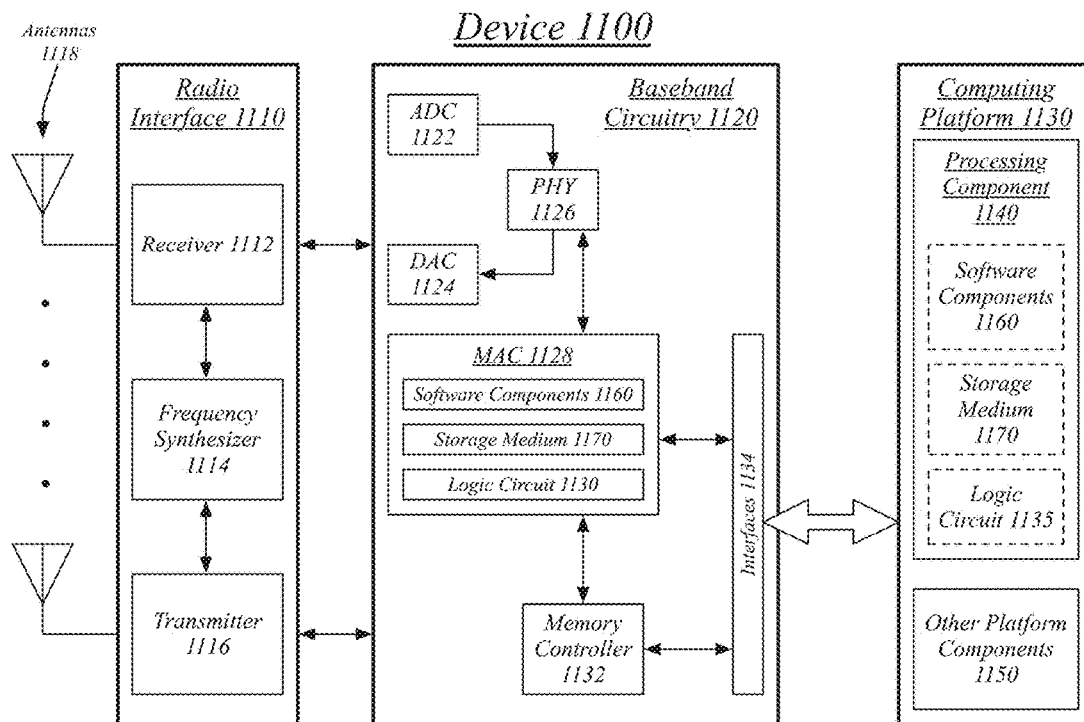 Device 1100
Antennas
1118
Radio
Interface 1110
Receiver 1112
Frequency
Synthesizer
1114
Transmitter
1116
Baseband
Circuitry 1120
ADC
1122
PHY
1126
DAC
1124
MAC 1128
Software Components 1160
Storage Medium 1170
Logic Circuit 1130
Memory
Controller
1132
Interfaces 1134
Computing
Platform 1130
Processing
Component
1140
Software
Components
1160
Storage
Medium
1170
Logic
Circuit 1135
Other Platform
Components
1150